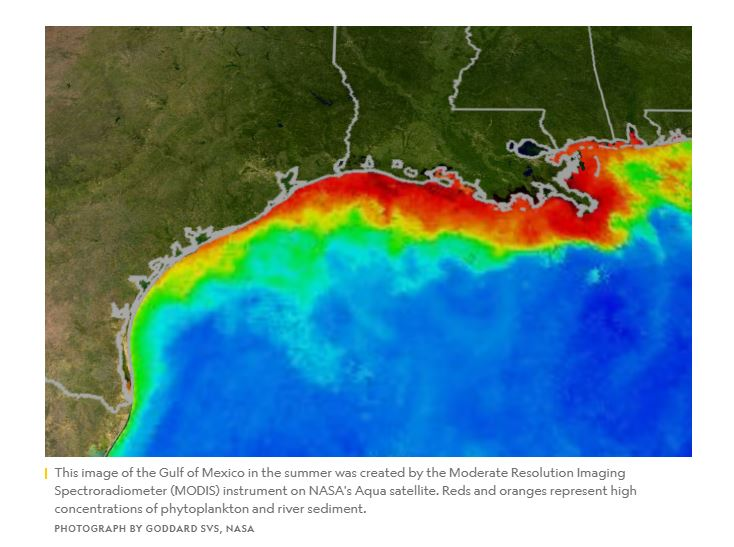 This image of the Gulf of Mexico in the summer was created by the Moderate Resolution Imaging
Spectroradiometer (MODIS) instrument on NASA's Aqua satellite. Reds and oranges represent high
concentrations of phytoplankton and river sediment.
PHOTOGRAPH BY GODDARD SVS, NASA